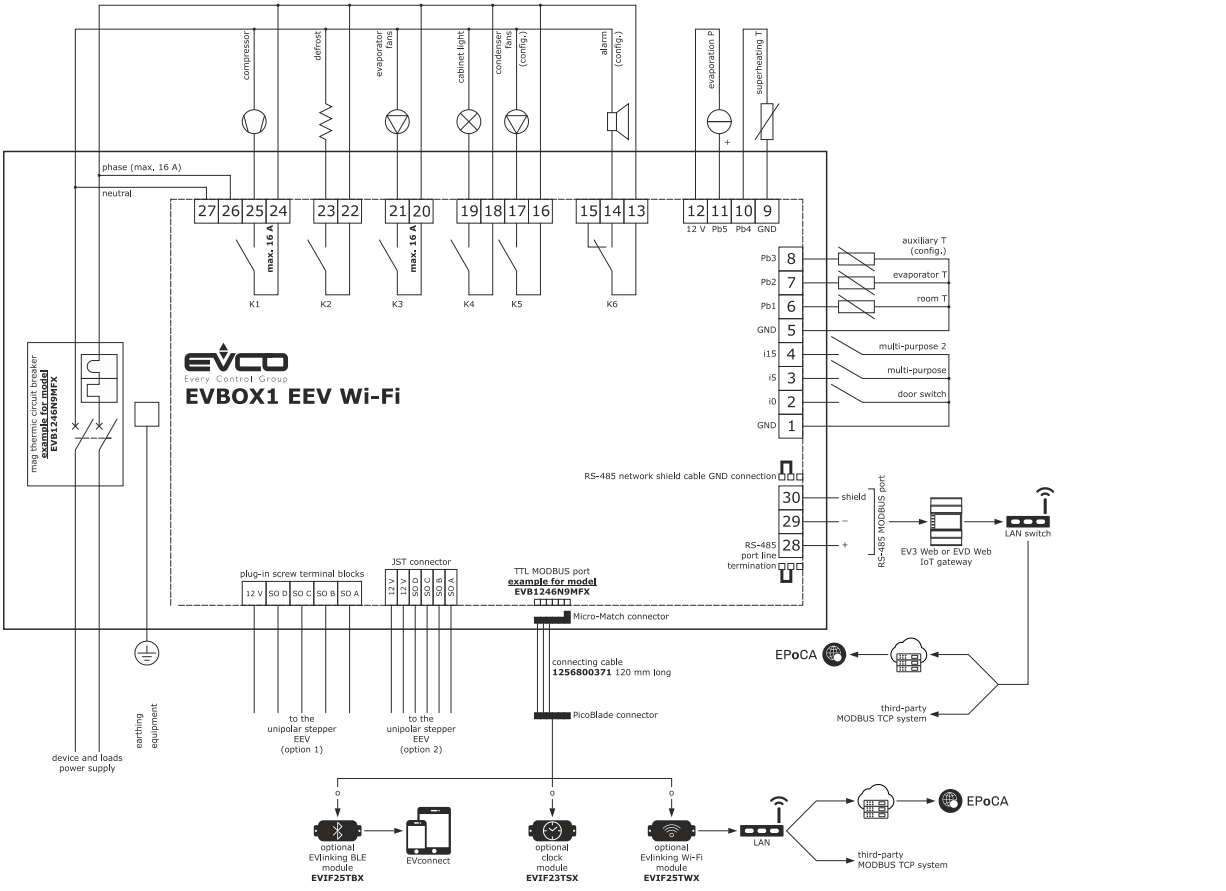 compressor
defrost
evaporator
fans
cabinet light
condenser
fans
(config.)
alarm
(config.)
evaporation P
superheating T
+
phase (max. 16 A)
neutral
27 26 25 24
23 22
21 20
19 18 17 16
15 14 13
12 11 10 9
12 V Pb5 Pb4 GND
max. 16 A
max. 16 A
K1
K2
K3
K4
K5
K6
Pb3 8
auxiliary T
(config.)
Pb2 7
evaporator T
Pb1 6
room T
GND 5
i15 4
multi-purpose 2
i5 3
multi-purpose
i0 2
door switch
GND 1
EVCO
Every Control Group
EVBOX1 EEV Wi-Fi
mag thermic circuit breaker
example for model
EVB1246N9MFX
RS-485 network shield cable GND connection
30 shield
29 –
28 +
RS-485
port line
termination
RS-485 MODBUS port
EV3 Web or EVD Web
IoT gateway
LAN switch
plug-in screw terminal blocks
12 V SO D SO C SO B SO A
JST connector
12 V
12 V
SO D
SO C
SO B
SO A
TTL MODBUS port
example for model
EVB1246N9MFX
Micro-Match connector
connecting cable
1256800371 120 mm long
PicoBlade connector
EPoCA
third-party
MODBUS TCP system
earthing
equipment
device and loads
power supply
to the
unipolar stepper
EEV
(option 1)
to the
unipolar stepper
EEV
(option 2)
optional
EVlinking BLE
module
EVIF25TBX
EVconnect
optional
clock
module
EVIF23TSX
optional
Evlinking Wi-Fi
module
EVIF25TWX
LAN
EPoCA
third-party
MODBUS TCP system